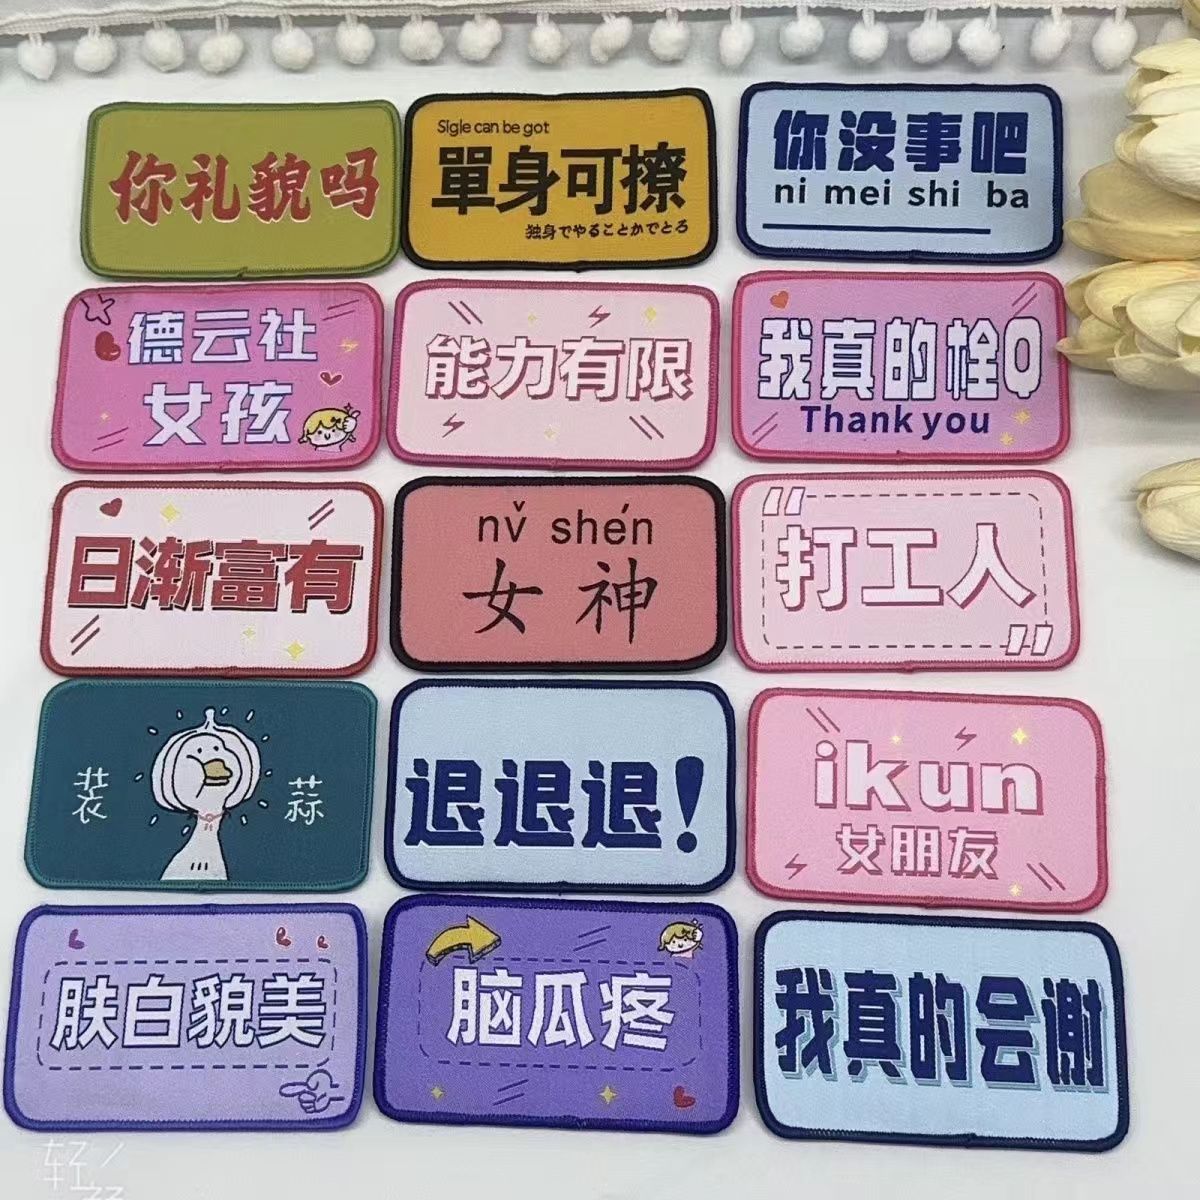 你礼貌吗
Sigle can be got
單身可撩
独身でやることかでとろ
你没事吧
ni mei shi ba
德云社
女孩
能力有限
我真的栓Q
Thank you
日渐富有
nǚ shén
女神
打工人
装 蒜
退退退!
ikun
女朋友
肤白貌美
脑瓜疼
我真的会谢